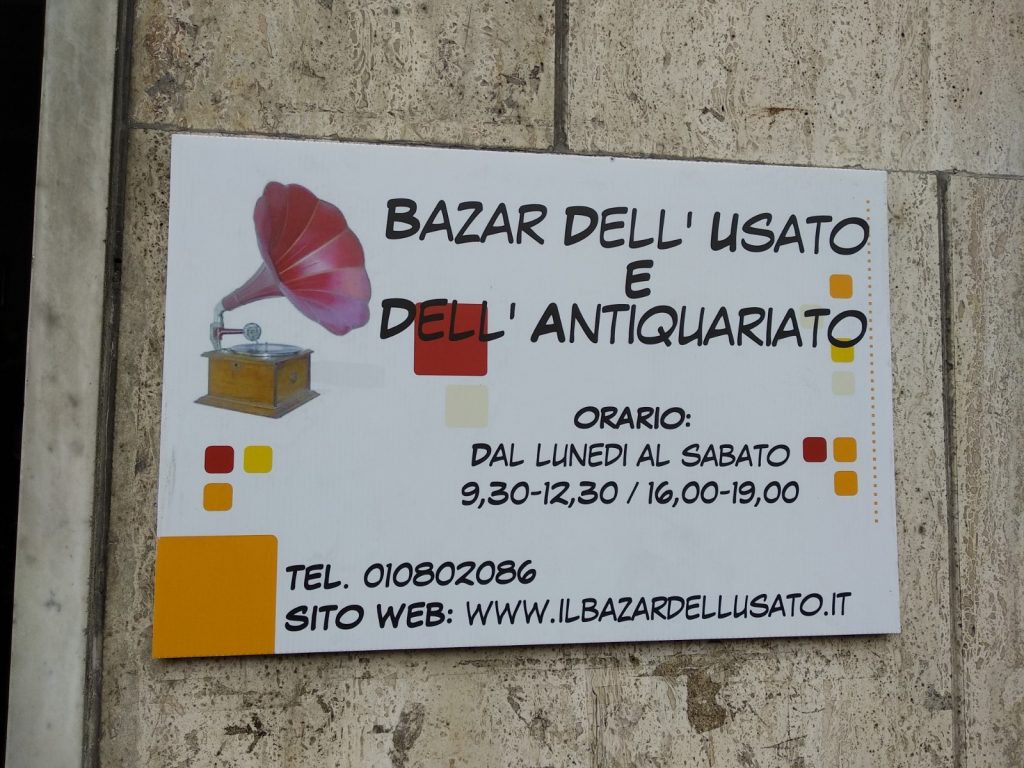 BAZAR DELL' USATO
E
DELL' ANTIQUARIATO
ORARIO:
DAL LUNEDI AL SABATO
9,30-12,30 / 16,00-19,00
TEL. 010802086
SITO WEB: WWW.ILBAZARDELLUSATO.IT